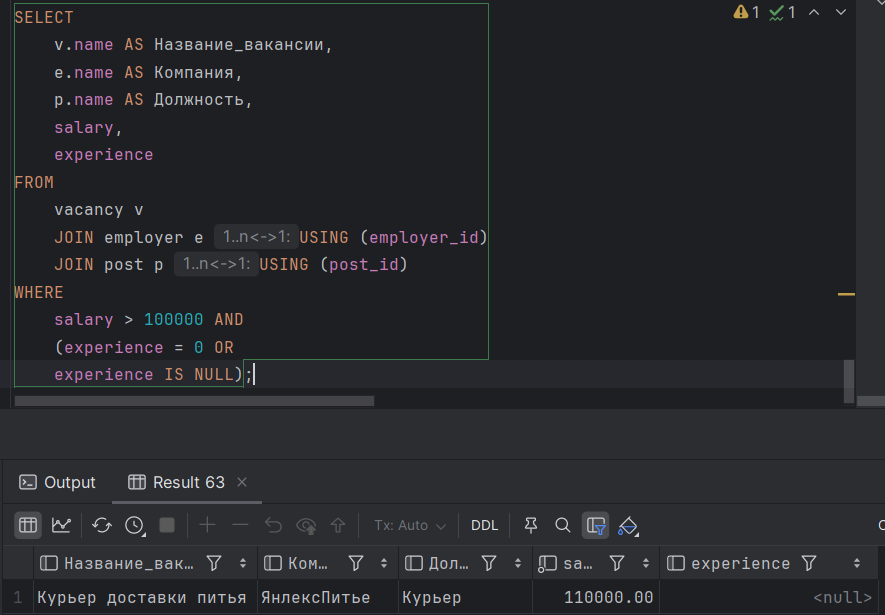 SELECT
v.name AS Название_вакансии,
e.name AS Компания,
p.name AS Должность,
salary,
experience
FROM
vacancy v
JOIN employer e 1..n<->1: USING (employer_id)
JOIN post p 1..n<->1: USING (post_id)
WHERE
salary > 100000 AND
(experience = 0 OR
experience IS NULL);
1 1
Output Result 63 ×
Tx: Auto DDL
Название_вак... Ком... Дол... sa... experience
1 Курьер доставки питья ЯнлексПитье Курьер 110000.00 <null>